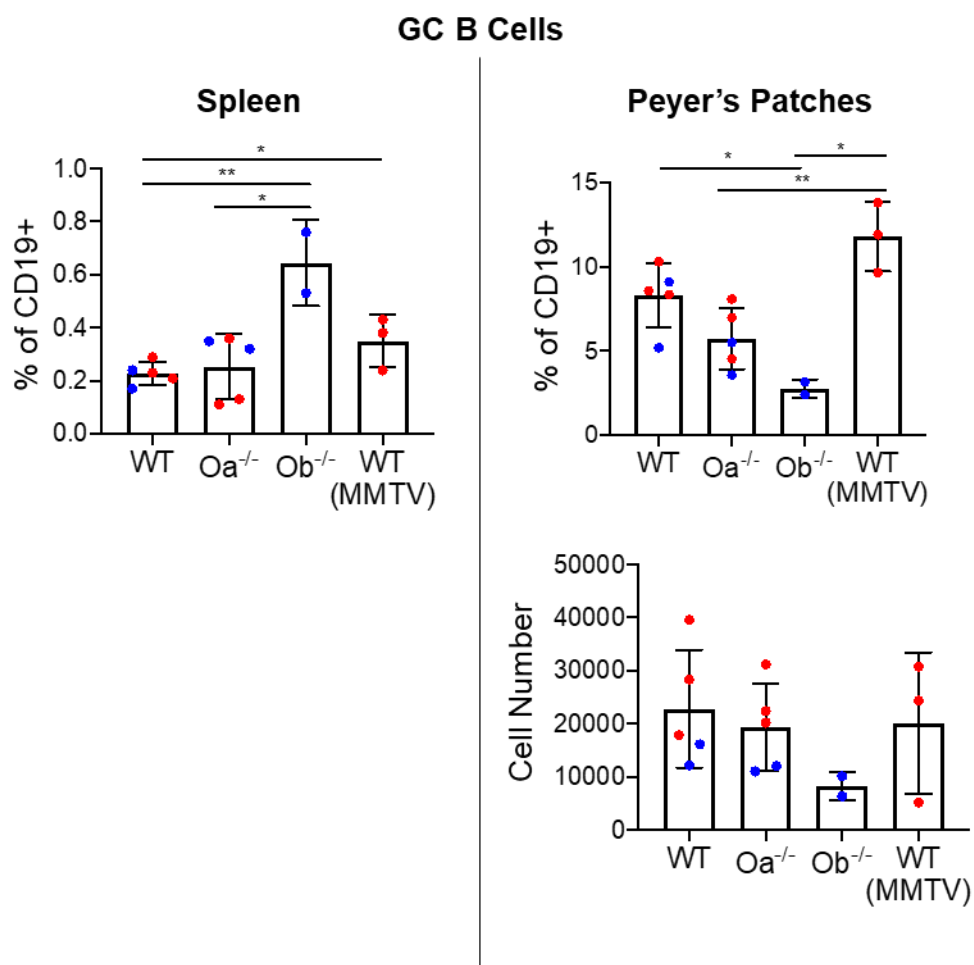 GC B Cells
Spleen
*
**
*
% of CD19+
1.0
0.8
0.6
0.4
0.2
0.0
WT
Oa-/-
Ob-/-
WT
(MMTV)
Peyer’s Patches
*
*
**
% of CD19+
15
10
5
0
WT
Oa-/-
Ob-/-
WT
(MMTV)
Cell Number
50000
40000
30000
20000
10000
0
WT
Oa-/-
Ob-/-
WT
(MMTV)